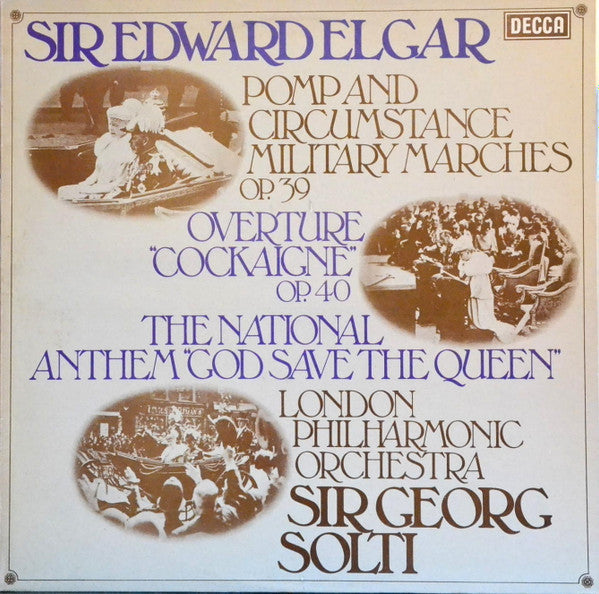 SIR EDWARD ELGAR
DECCA
POMP AND
CIRCUMSTANCE
MILITARY MARCHES
OP. 39
OVERTURE
"COCKAIGNE"
OP. 40
THE NATIONAL
ANTHEM "GOD SAVE THE QUEEN"
LONDON
PHILHARMONIC
ORCHESTRA
SIR GEORG
SOLTI